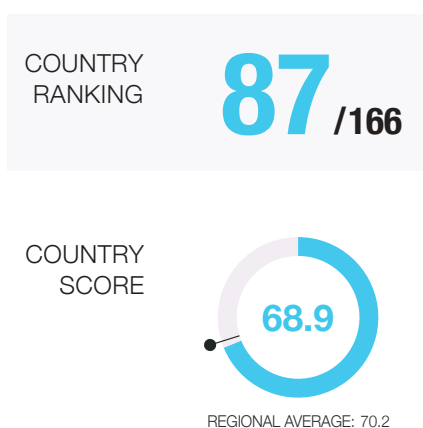 COUNTRY
RANKING
87/166
COUNTRY
SCORE
68.9
REGIONAL AVERAGE: 70.2